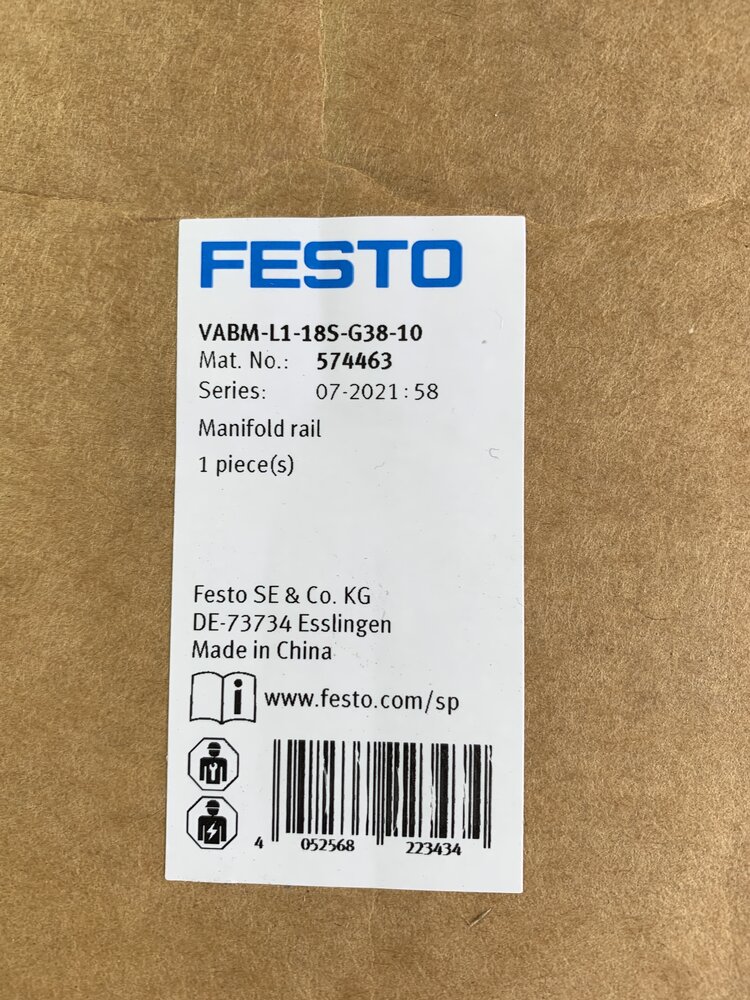 FESTO
VABM-L1-18S-G38-10
Mat. No.: 574463
Series: 07-2021:58
Manifold rail
1 piece(s)
Festo SE & Co. KG
DE-73734 Esslingen
Made in China
i www.festo.com/sp
4 052568 223434